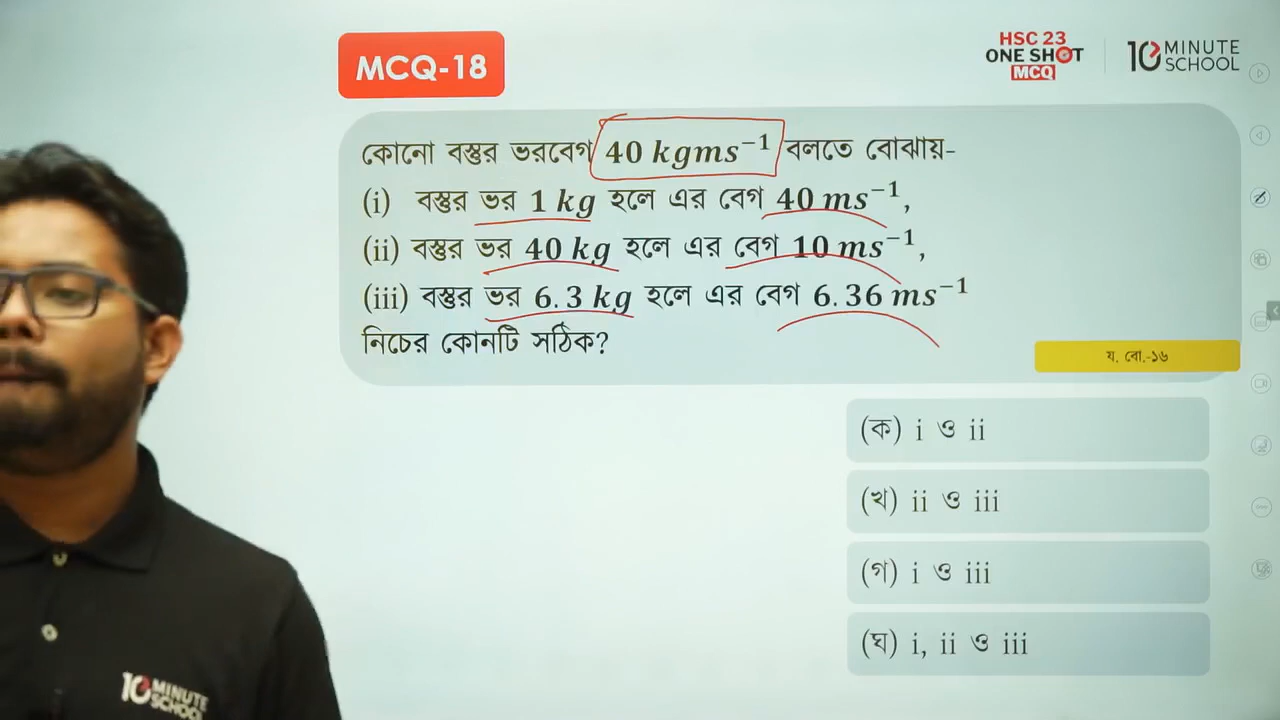 MCQ-18
HSC 23
ONE SHOT
MCQ
10 MINUTE SCHOOL
কোনো বস্তুর ভরবেগ 40 kgms⁻¹ বলতে বোঝায়-
(i) বস্তুর ভর 1 kg হলে এর বেগ 40 ms⁻¹,
(ii) বস্তুর ভর 40 kg হলে এর বেগ 10 ms⁻¹,
(iii) বস্তুর ভর 6.3 kg হলে এর বেগ 6.36 ms⁻¹
নিচের কোনটি সঠিক?
য. বো.-১৬
(ক) i ও ii
(খ) ii ও iii
(গ) i ও iii
(ঘ) i, ii ও iii
10 MINUTE SCHOOL